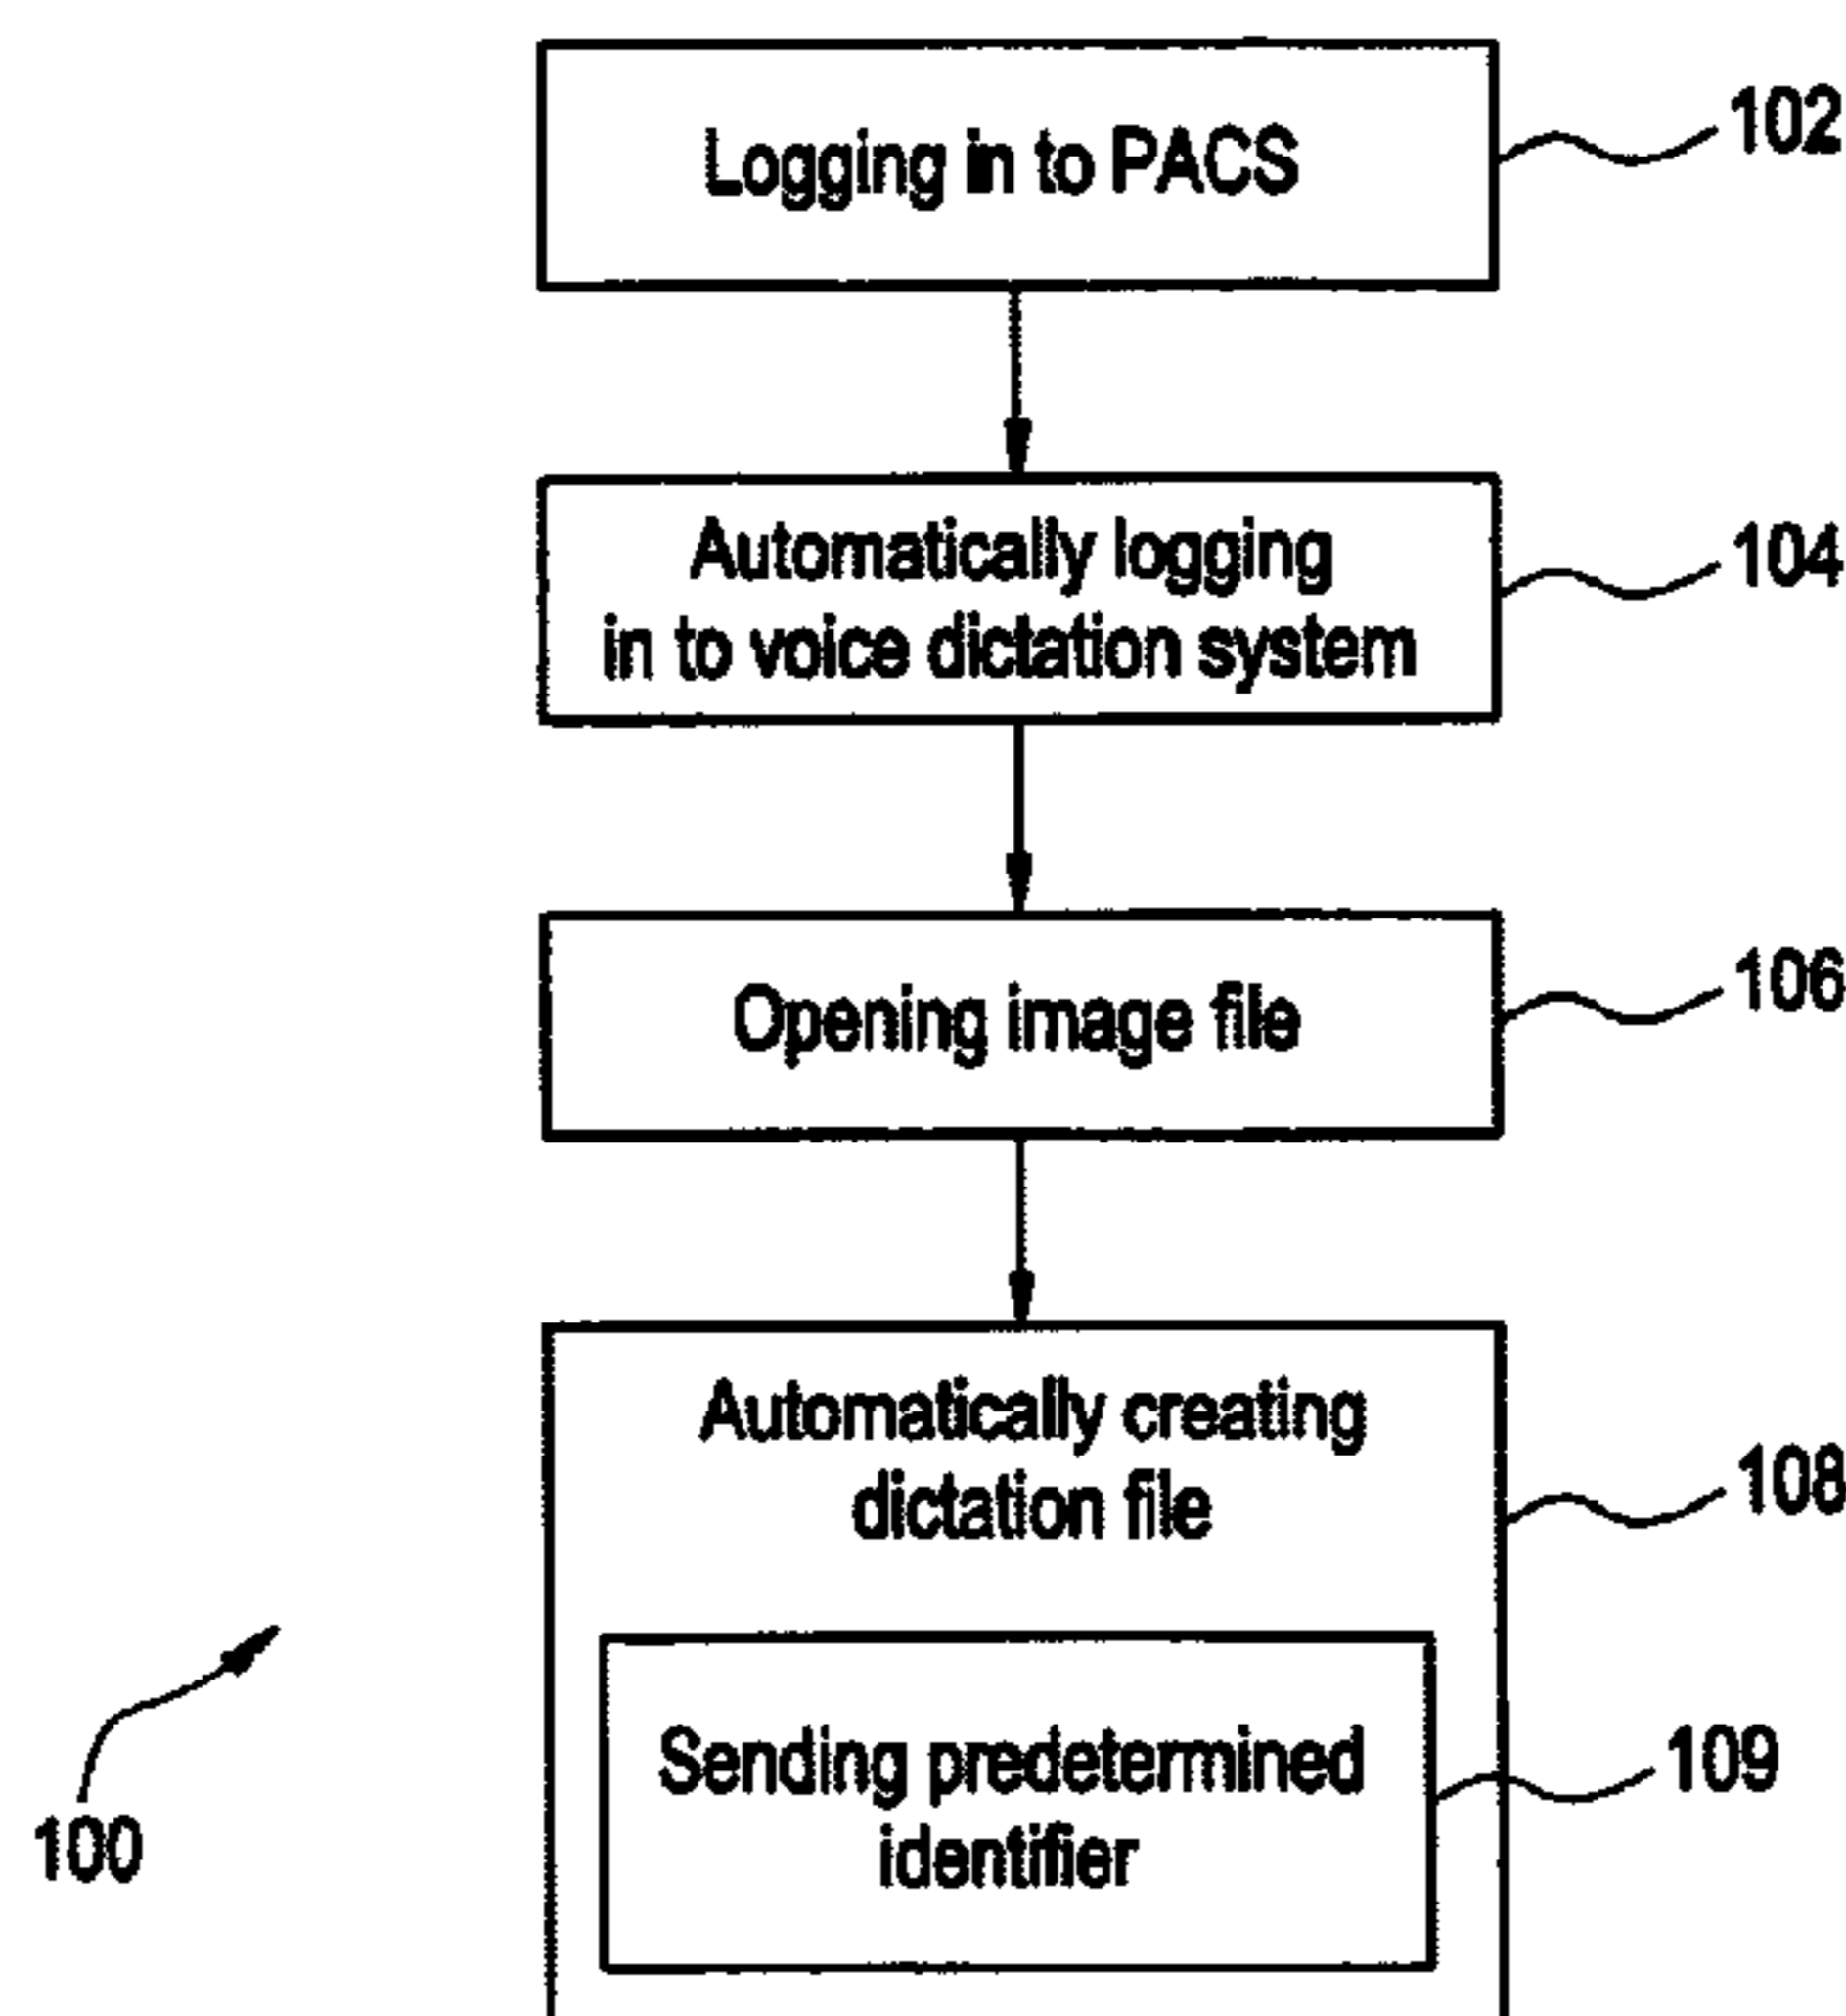 Logging in to PACS
102
Automatically logging
in to voice dictation system
104
Opening image file
106
Automatically creating
dictation file
108
Sending predetermined
identifier
109
100